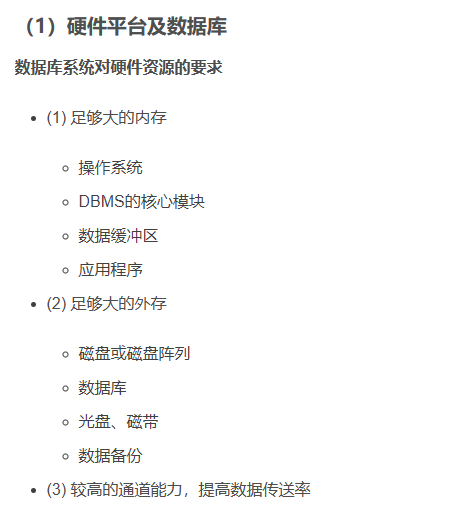 （1）硬件平台及数据库
数据库系统对硬件资源的要求
(1) 足够大的内存
操作系统
DBMS的核心模块
数据缓冲区
应用程序
(2) 足够大的外存
磁盘或磁盘阵列
数据库
光盘、磁带
数据备份
(3) 较高的通道能力，提高数据传送率